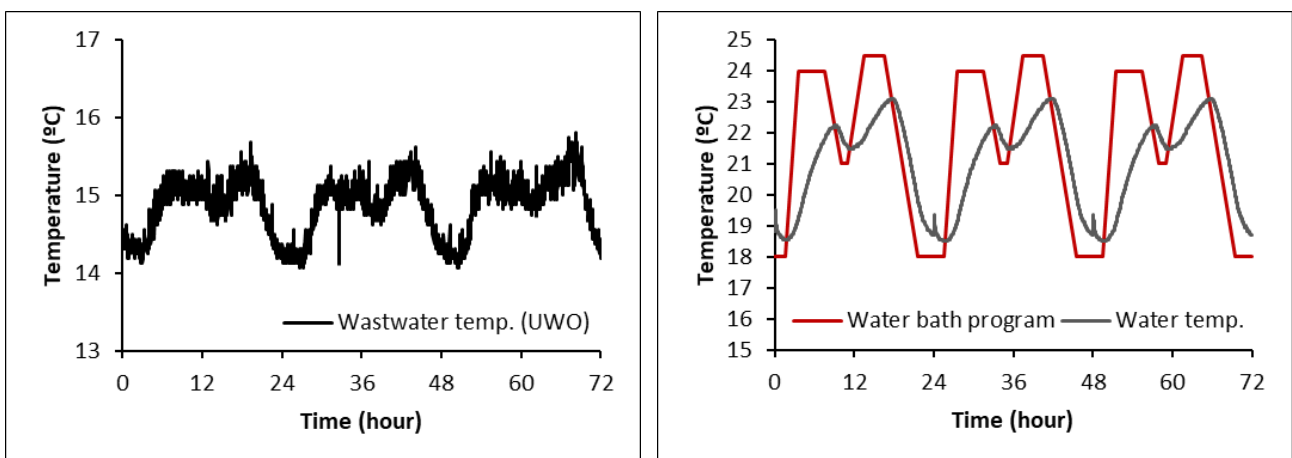 17
16
15
14
13
Temperature (ºC)
Wastwater temp. (UWO)
0 12 24 36 48 60 72
Time (hour)
25
24
23
22
21
20
19
18
17
16
15
Temperature (ºC)
Water bath program Water temp.
0 12 24 36 48 60 72
Time (hour)